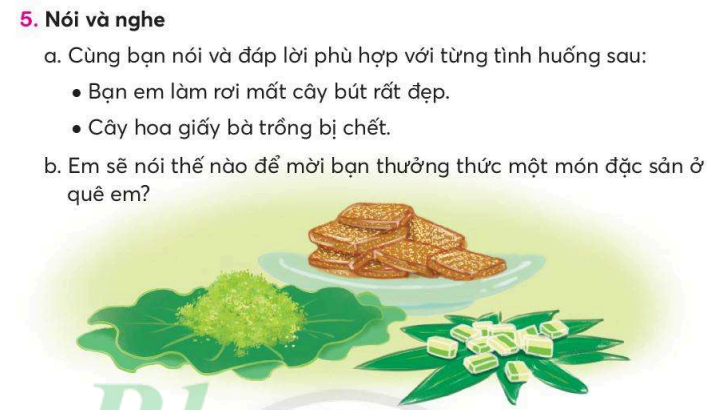 5. Nói và nghe
a. Cùng bạn nói và đáp lời phù hợp với từng tình huống sau:
• Bạn em làm rơi mất cây bút rất đẹp.
• Cây hoa giấy bà trồng bị chết.
b. Em sẽ nói thế nào để mời bạn thưởng thức một món đặc sản ở
quê em?